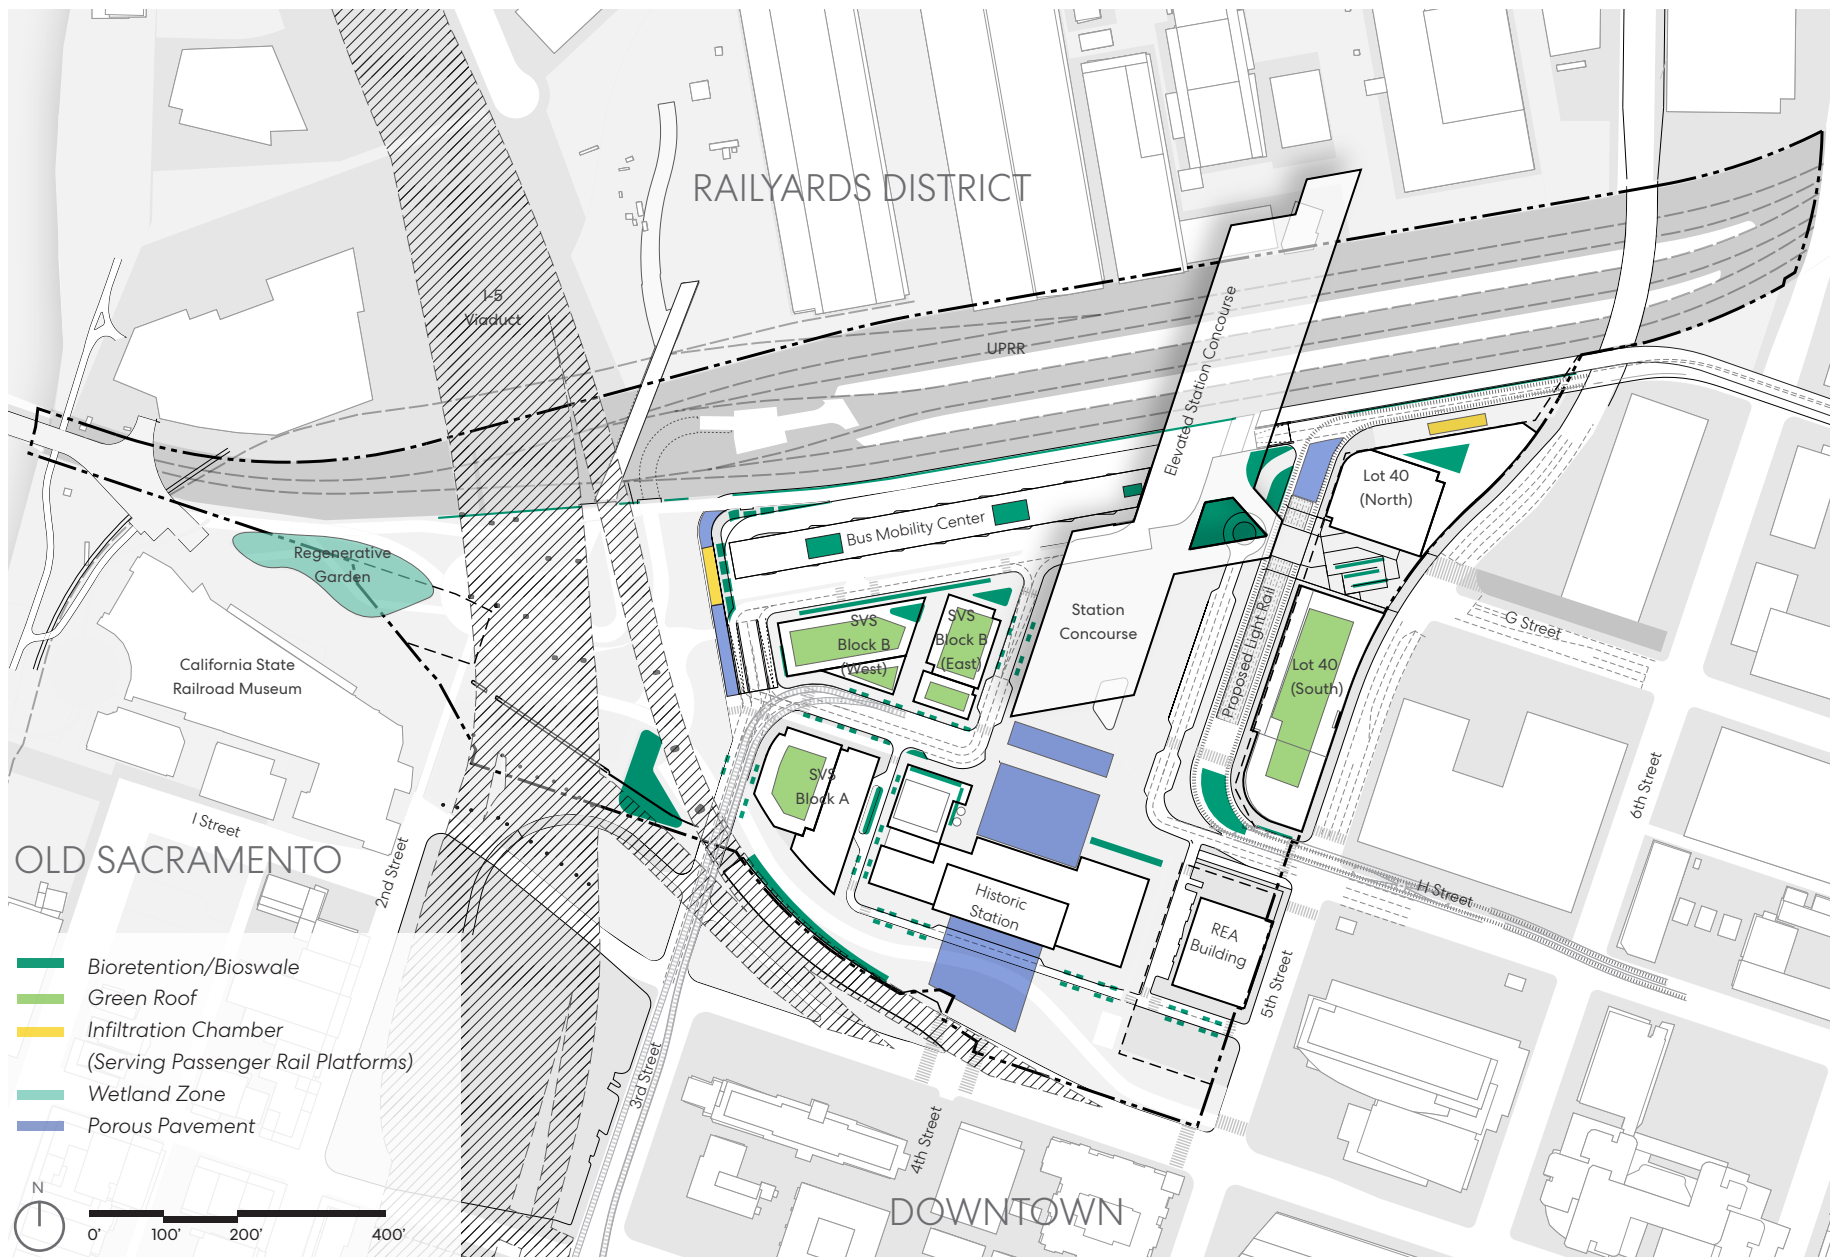 RAILYARDS DISTRICT
I-5
Viaduct
UPRR
Elevated Station Concourse
Lot 40
(North)
Bus Mobility Center
Regenerative
Garden
Station
Concourse
SVS
Block B
(West)
SVS
Block B
(East)
G Street
Proposed Light Rail
California State
Railroad Museum
Lot 40
(South)
SVS
Block A
6th Street
I Street
OLD SACRAMENTO
2nd Street
Historic
Station
H Street
REA
Building
5th Street
3rd Street
4th Street
DOWNTOWN
Bioretention/Bioswale
Green Roof
Infiltration Chamber
(Serving Passenger Rail Platforms)
Wetland Zone
Porous Pavement
N
0' 100' 200' 400'